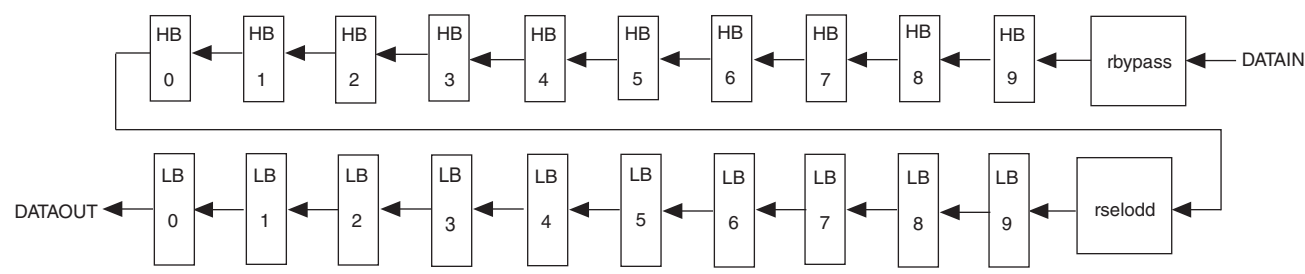 HB HB HB HB HB HB HB HB HB HB
0 1 2 3 4 5 6 7 8 9 rbypass DATAIN
LB LB LB LB LB LB LB LB LB LB
DATAOUT 0 1 2 3 4 5 6 7 8 9 rselodd